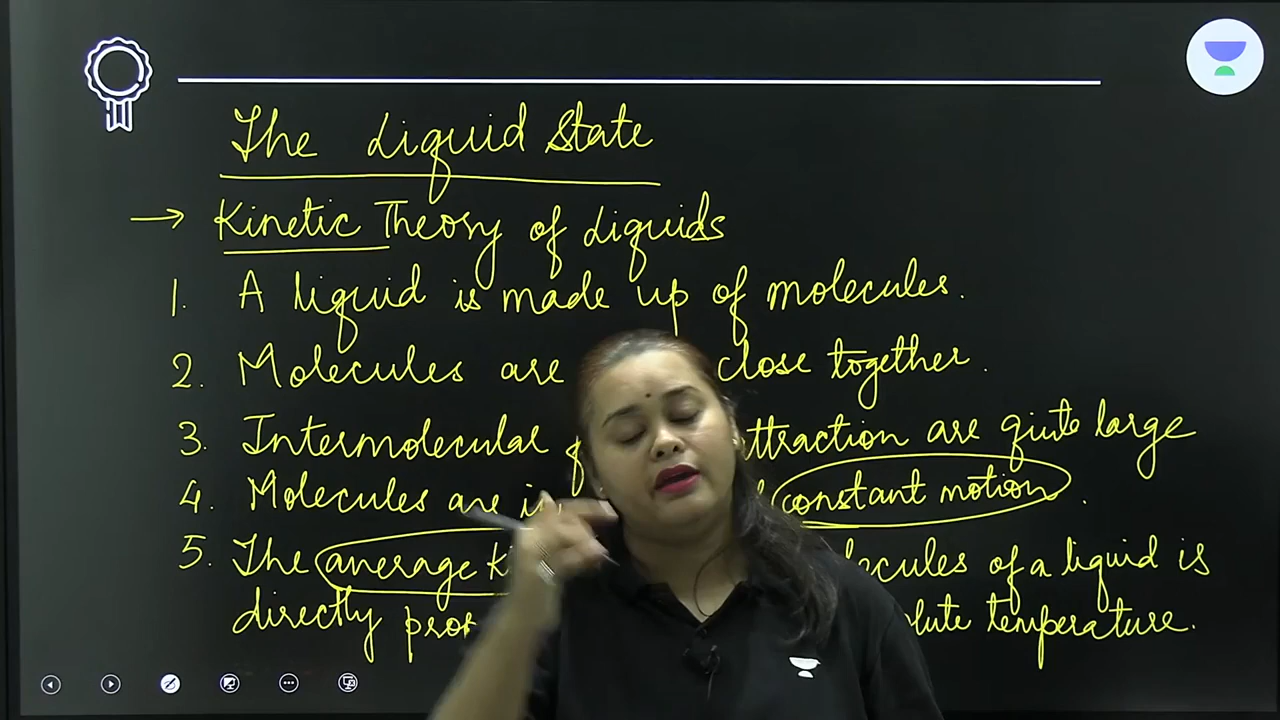 The Liquid State
→ Kinetic Theory of Liquids
1. A liquid is made up of molecules.
2. Molecules are close together.
3. Intermolecular attraction are quite large
4. Molecules are in constant motion.
5. The average of a liquid is
directly temperature.